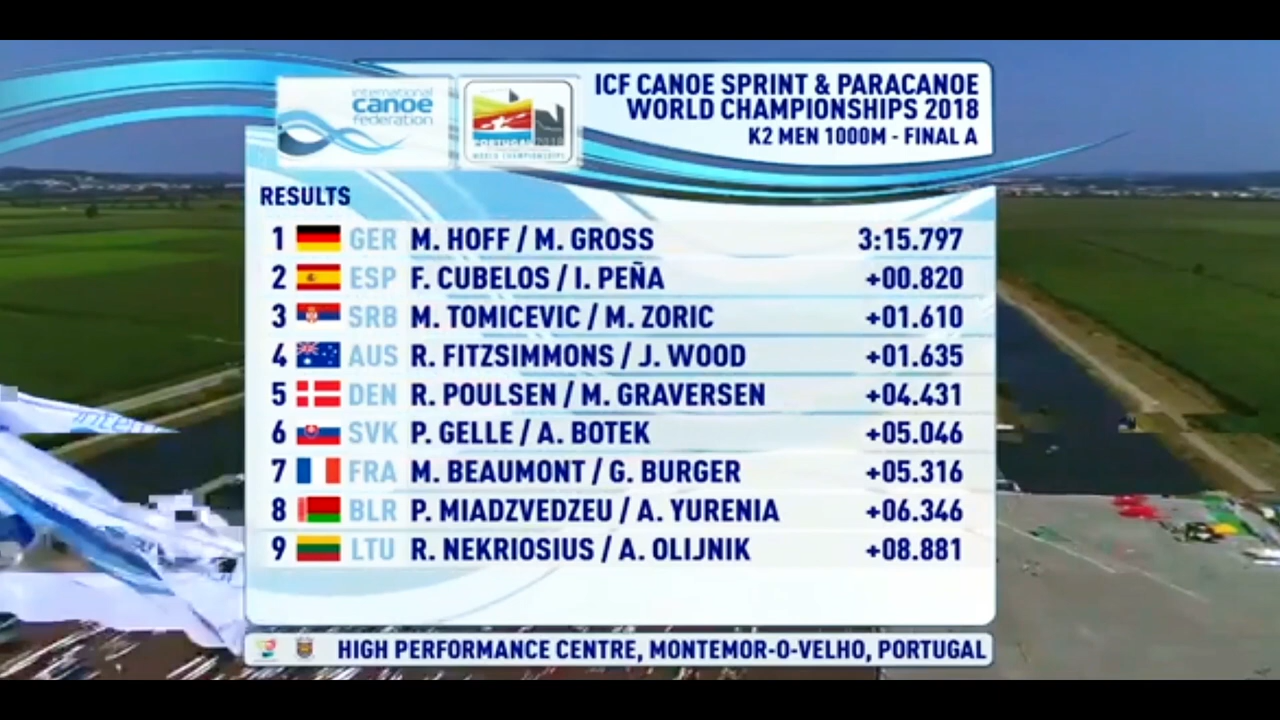 international
canoe
federation
PORTUGAL 2018
WORLD CHAMPIONSHIPS
ICF CANOE SPRINT & PARACANOE
WORLD CHAMPIONSHIPS 2018
K2 MEN 1000M - FINAL A
RESULTS
1 GER M. HOFF / M. GROSS 3:15.797
2 ESP F. CUBELOS / I. PEÑA +00.820
3 SRB M. TOMICEVIC / M. ZORIC +01.610
4 AUS R. FITZSIMMONS / J. WOOD +01.635
5 DEN R. POULSEN / M. GRAVERSEN +04.431
6 SVK P. GELLE / A. BOTEK +05.046
7 FRA M. BEAUMONT / G. BURGER +05.316
8 BLR P. MIADZVEDZEU / A. YURENIA +06.346
9 LTU R. NEKRIOSIUS / A. OLIJNIK +08.881
HIGH PERFORMANCE CENTRE, MONTEMOR-O-VELHO, PORTUGAL